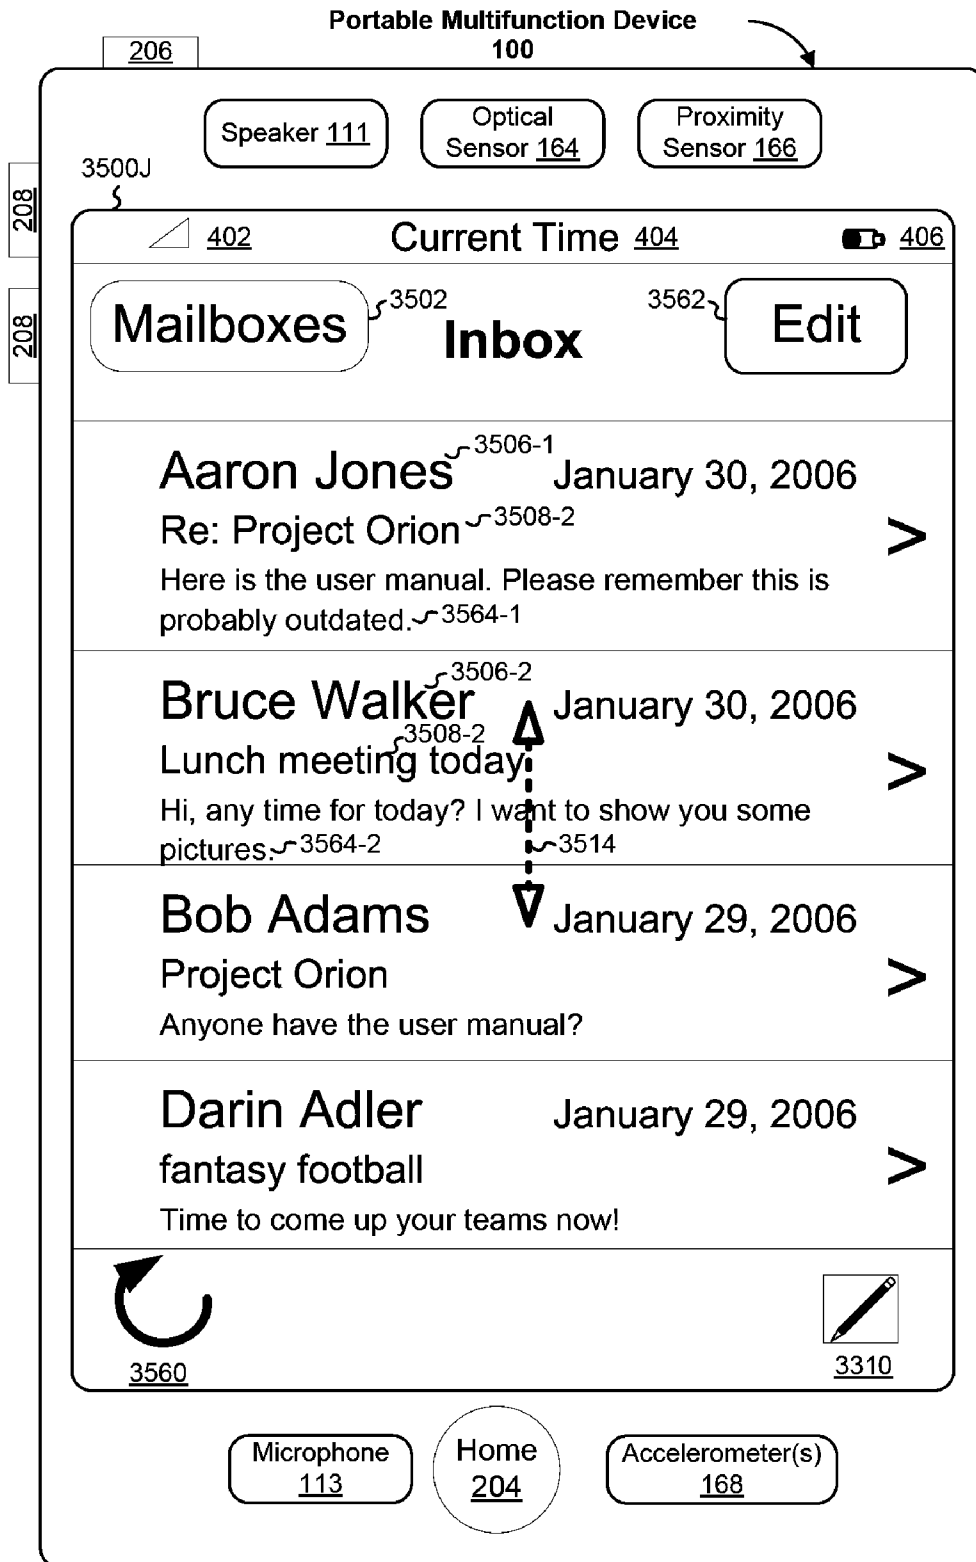 Portable Multifunction Device
100
206
Speaker 111
Optical
Sensor 164
Proximity
Sensor 166
208
3500J
402
Current Time 404
406
208
Mailboxes
3502
Inbox
3562
Edit
Aaron Jones
3506-1
January 30, 2006
Re: Project Orion
3508-2
>
Here is the user manual. Please remember this is
probably outdated.
3564-1
Bruce Walker
3506-2
January 30, 2006
3508-2
Lunch meeting today
>
Hi, any time for today? I want to show you some
pictures.
3564-2
3514
Bob Adams
January 29, 2006
Project Orion
>
Anyone have the user manual?
Darin Adler
January 29, 2006
fantasy football
>
Time to come up your teams now!
3560
3310
Microphone
113
Home
204
Accelerometer(s)
168